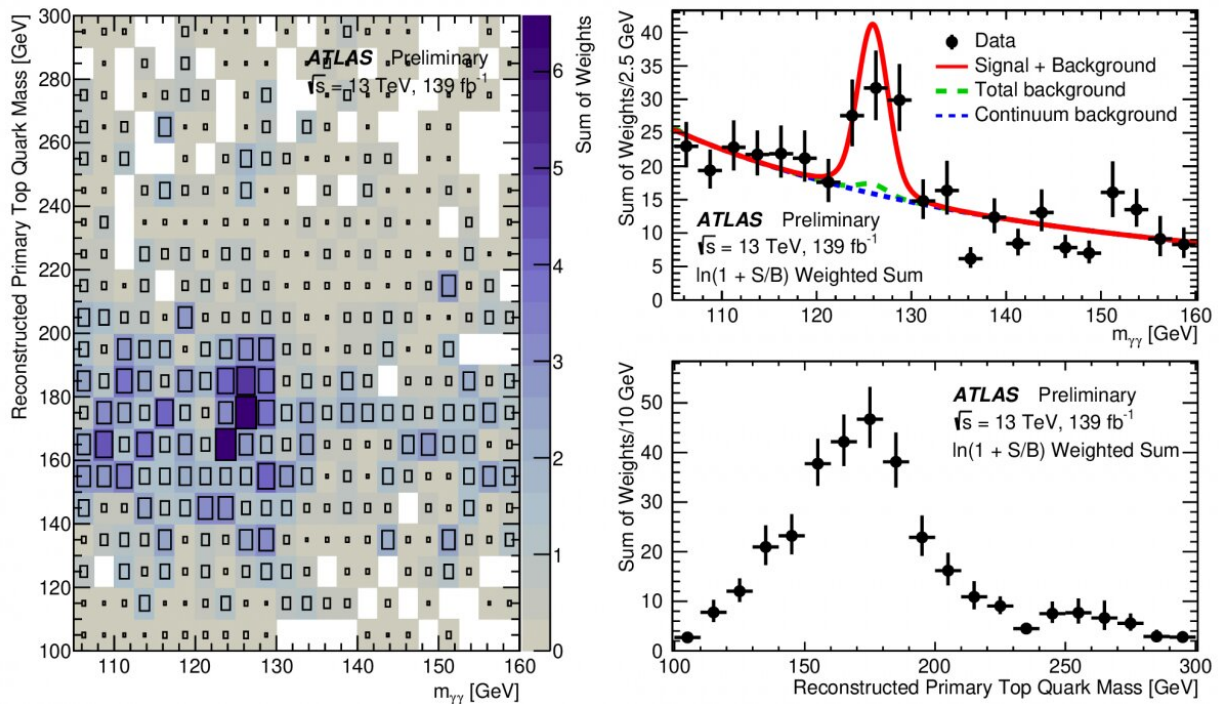 Reconstructed Primary Top Quark Mass [GeV]
300
280
260
240
220
200
180
160
140
120
100
ATLAS Preliminary
√s = 13 TeV, 139 fb⁻¹
110 120 130 140 150 160
mγγ [GeV]
Sum of Weights
6
5
4
3
2
1
0
Sum of Weights/2.5 GeV
40
35
30
25
20
15
10
5
0
Data
Signal + Background
Total background
Continuum background
ATLAS Preliminary
√s = 13 TeV, 139 fb⁻¹
ln(1 + S/B) Weighted Sum
110 120 130 140 150 160
mγγ [GeV]
Sum of Weights/10 GeV
50
40
30
20
10
0
ATLAS Preliminary
√s = 13 TeV, 139 fb⁻¹
ln(1 + S/B) Weighted Sum
100 150 200 250 300
Reconstructed Primary Top Quark Mass [GeV]